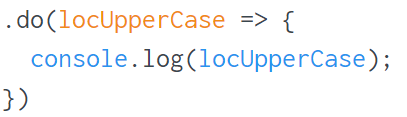 .do(locUpperCase => {
  console.log(locUpperCase);
})